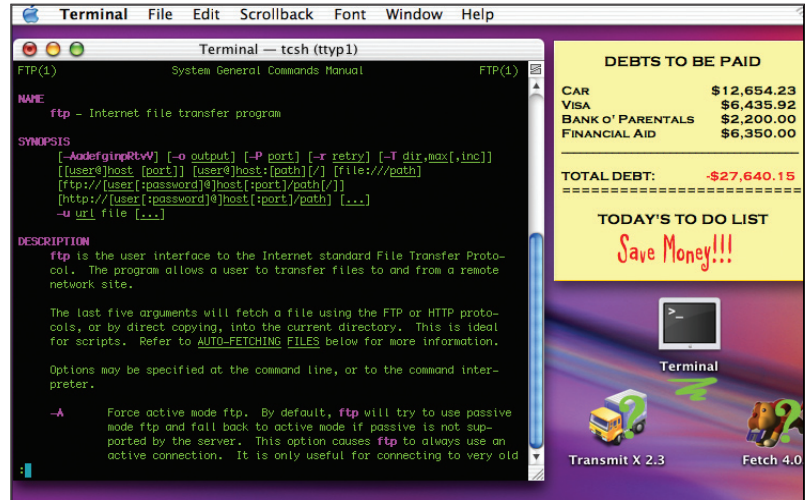 Terminal File Edit Scrollback Font Window Help
Terminal — tcsh (ttyp1)
FTP(1) System General Commands Manual FTP(1)
NAME
ftp - Internet file transfer program
SYNOPSIS
[-AadefginpRtvV] [-o output] [-P port] [-r retry] [-T dir,max[,inc]]
[[user@]host [port]] [user@]host:[path][/] [file:///path]
[ftp://[user[:password]@]host[:port]/path[/]]
[http://[user[:password]@]host[:port]/path] [...]
-u url file [...]
DESCRIPTION
ftp is the user interface to the Internet standard File Transfer Proto-
col. The program allows a user to transfer files to and from a remote
network site.
The last five arguments will fetch a file using the FTP or HTTP proto-
cols, or by direct copying, into the current directory. This is ideal
for scripts. Refer to AUTO-FETCHING FILES below for more information.
Options may be specified at the command line, or to the command inter-
preter.
-A Force active mode ftp. By default, ftp will try to use passive
mode ftp and fall back to active mode if passive is not sup-
ported by the server. This option causes ftp to always use an
active connection. It is only useful for connecting to very old
:
DEBTS TO BE PAID
CAR $12,654.23
VISA $6,435.92
BANK O' PARENTALS $2,200.00
FINANCIAL AID $6,350.00
TOTAL DEBT: -$27,640.15
============================
TODAY'S TO DO LIST
Save Money!!!
>_
Terminal
?
?
Transmit X 2.3
Fetch 4.0